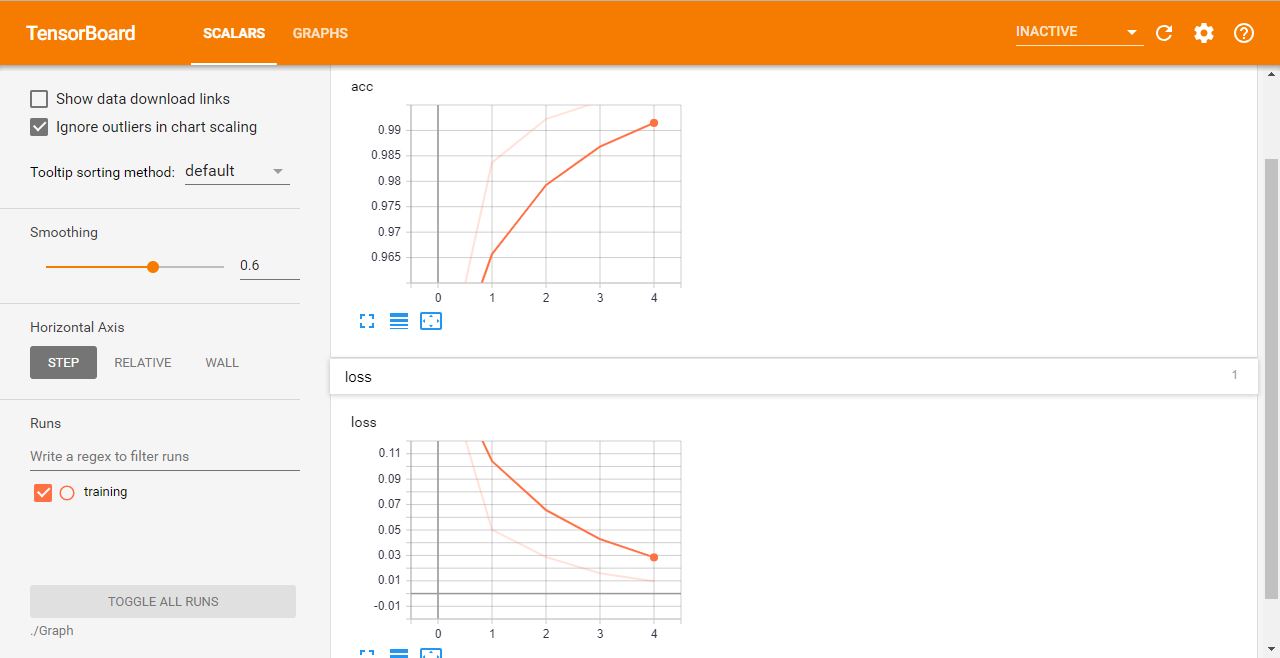 TensorBoard
SCALARS GRAPHS
INACTIVE
Show data download links
Ignore outliers in chart scaling
Tooltip sorting method: default
Smoothing
0.6
Horizontal Axis
STEP RELATIVE WALL
Runs
Write a regex to filter runs
training
TOGGLE ALL RUNS
./Graph
acc
0.99
0.985
0.98
0.975
0.97
0.965
0 1 2 3 4
loss 1
loss
0.11
0.09
0.07
0.05
0.03
0.01
-0.01
0 1 2 3 4